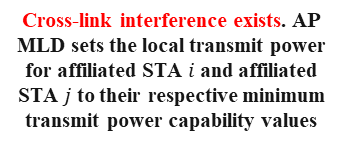 Cross-link interference exists. AP
MLD sets the local transmit power
for affiliated STA i and affiliated
STA j to their respective minimum
transmit power capability values